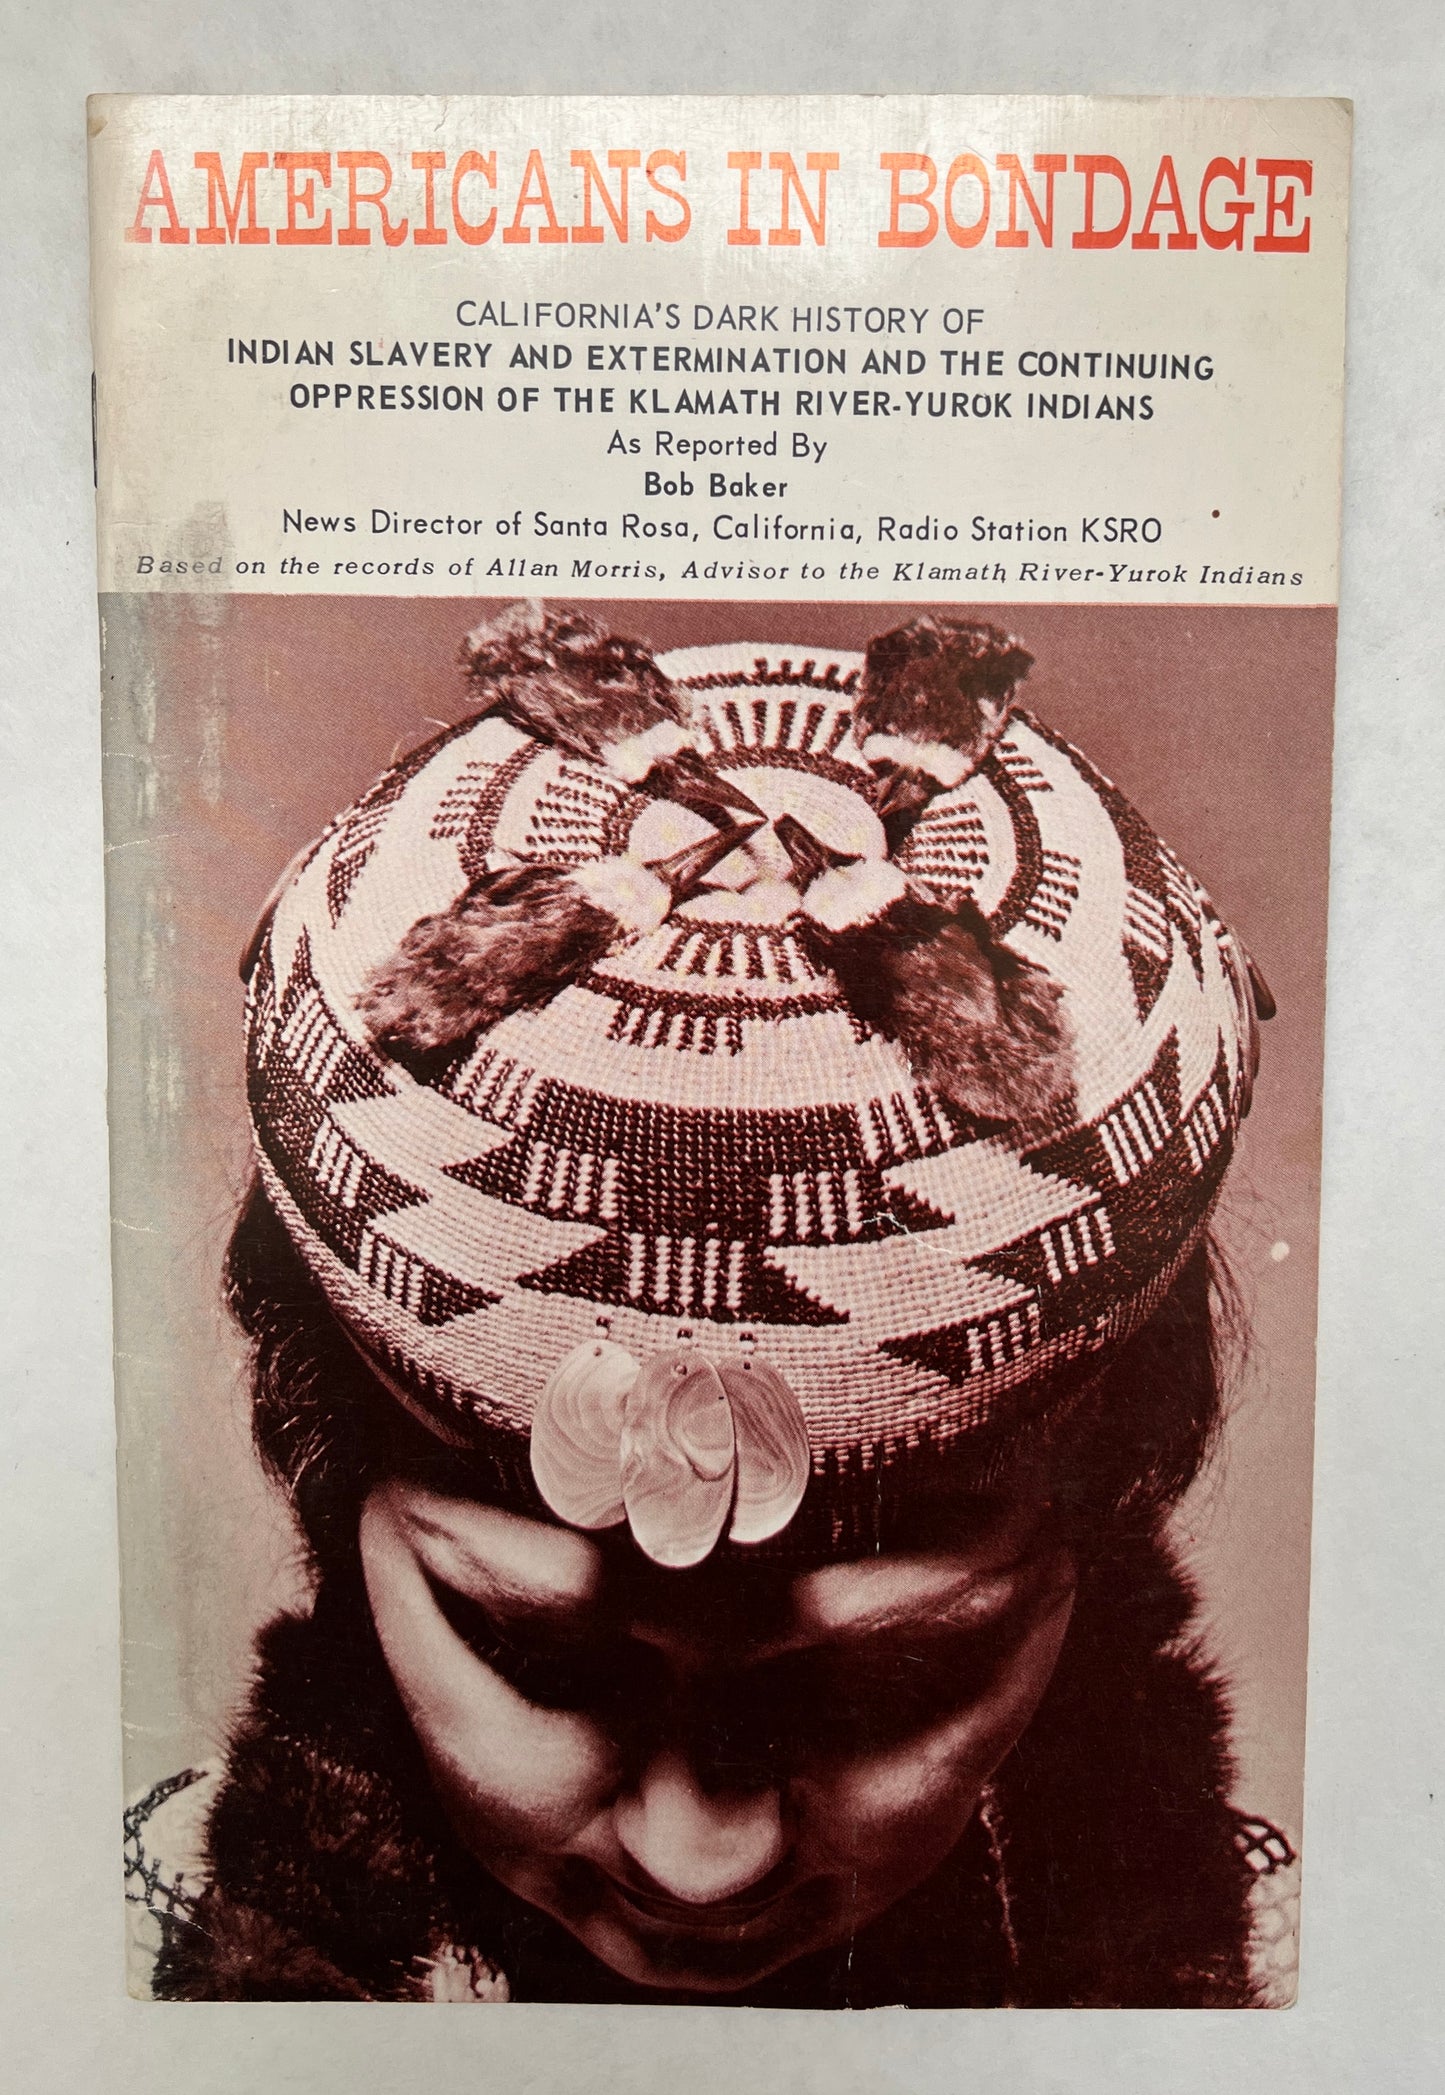 AMERICANS IN BONDAGE
CALIFORNIA'S DARK HISTORY OF
INDIAN SLAVERY AND EXTERMINATION AND THE CONTINUING
OPPRESSION OF THE KLAMATH RIVER-YUROK INDIANS
As Reported By
Bob Baker
News Director of Santa Rosa, California, Radio Station KSRO
Based on the records of Allan Morris, Advisor to the Klamath River-Yurok Indians